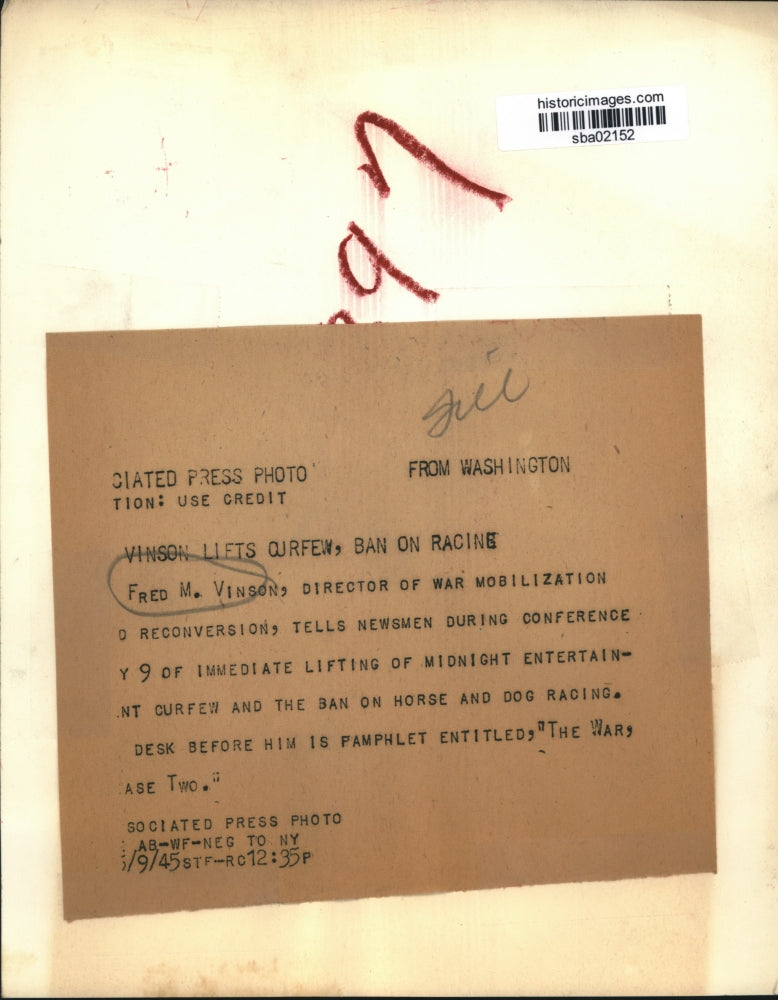 historicimages.com
sba02152
97
CIATED PRESS PHOTO
FROM WASHINGTON
TION: USE CREDIT
VINSON LIFTS CURFEW, BAN ON RACING
FRED M. VINSON, DIRECTOR OF WAR MOBILIZATION
D RECONVERSION, TELLS NEWSMEN DURING CONFERENCE
Y 9 OF IMMEDIATE LIFTING OF MIDNIGHT ENTERTAIN-
NT CURFEW AND THE BAN ON HORSE AND DOG RACING.
DESK BEFORE HIM IS PAMPHLET ENTITLED, "THE WAR,
ASE TWO."
SOCIATED PRESS PHOTO
AB-WF-NEG TO NY
5/9/45STF-RC12:35P